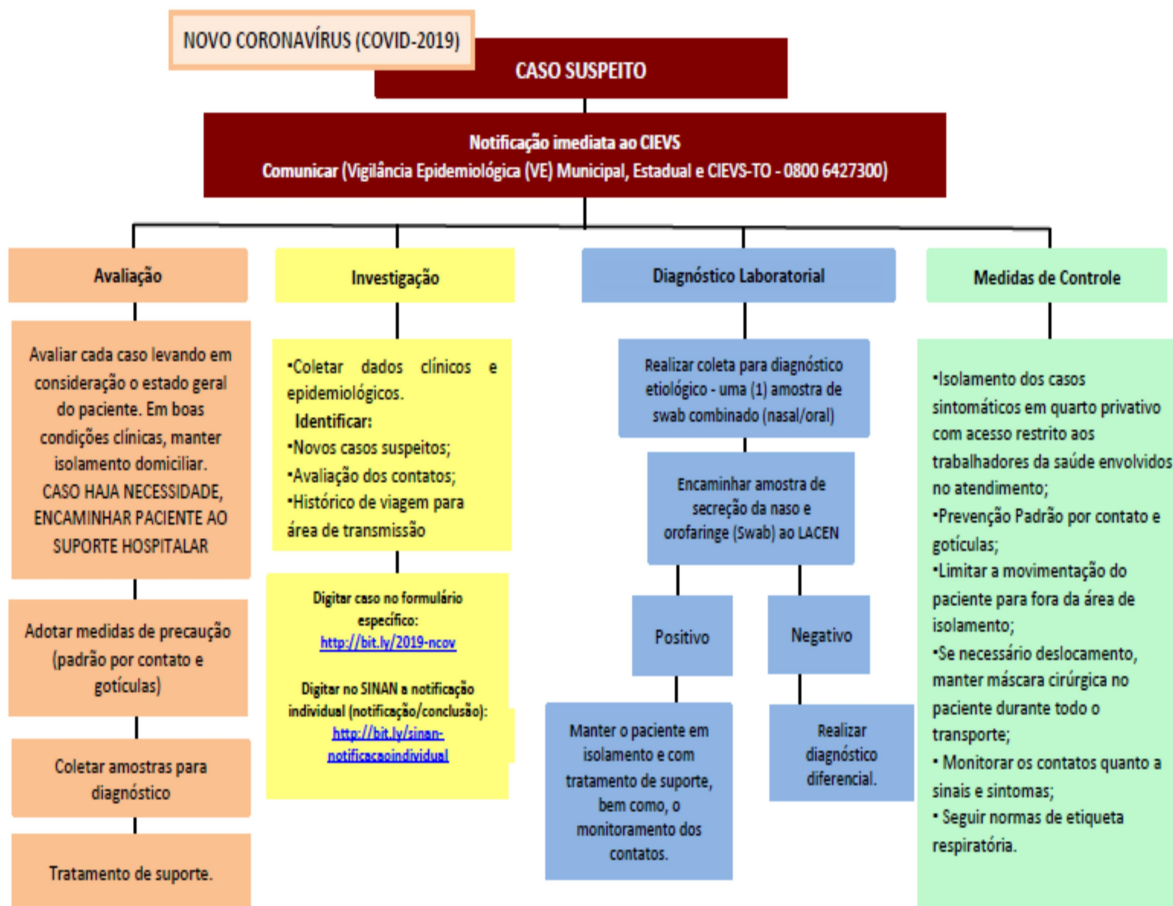 NOVO CORONAVÍRUS (COVID-2019)
CASO SUSPEITO
Notificação imediata ao CIEVS
Comunicar (Vigilância Epidemiológica (VE) Municipal, Estadual e CIEVS-TO - 0800 6427300)
Avaliação
Avaliar cada caso levando em
consideração o estado geral
do paciente. Em boas
condições clínicas, manter
isolamento domiciliar.
CASO HAJA NECESSIDADE,
ENCAMINHAR PACIENTE AO
SUPORTE HOSPITALAR
Adotar medidas de precaução
(padrão por contato e
gotículas)
Coletar amostras para
diagnóstico
Tratamento de suporte.
Investigação
•Coletar dados clínicos e
epidemiológicos.
Identificar:
•Novos casos suspeitos;
•Avaliação dos contatos;
•Histórico de viagem para
área de transmissão
Digitar caso no formulário
específico:
http://bit.ly/2019-ncov
Digitar no SINAN a notificação
individual (notificação/conclusão):
http://bit.ly/sinan-
notificacaoindividual
Diagnóstico Laboratorial
Realizar coleta para diagnóstico
etiológico - uma (1) amostra de
swab combinado (nasal/oral)
Encaminhar amostra de
secreção da naso e
orofaringe (Swab) ao LACEN
Positivo
Manter o paciente em
isolamento e com
tratamento de suporte,
bem como, o
monitoramento dos
contatos.
Negativo
Realizar
diagnóstico
diferencial.
Medidas de Controle
•Isolamento dos casos
sintomáticos em quarto privativo
com acesso restrito aos
trabalhadores da saúde envolvidos
no atendimento;
•Prevenção Padrão por contato e
gotículas;
•Limitar a movimentação do
paciente para fora da área de
isolamento;
•Se necessário deslocamento,
manter máscara cirúrgica no
paciente durante todo o
transporte;
• Monitorar os contatos quanto a
sinais e sintomas;
• Seguir normas de etiqueta
respiratória.